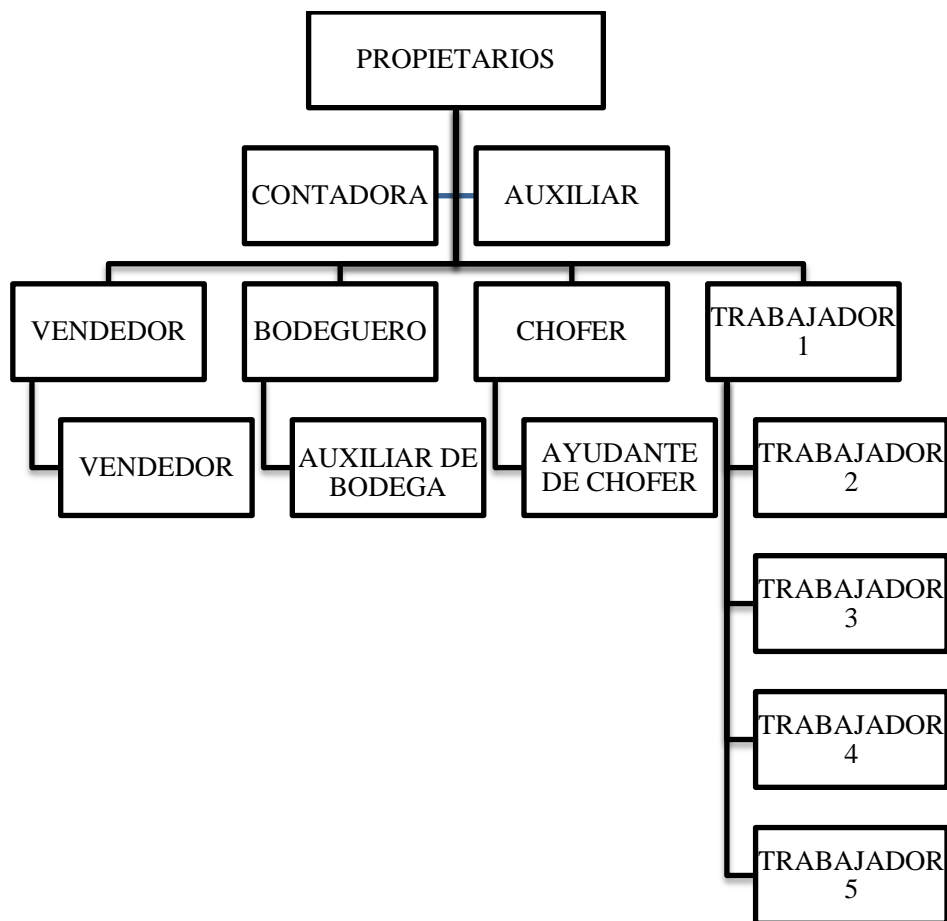 PROPIETARIOS
CONTADORA
AUXILIAR
VENDEDOR
BODEGUERO
CHOFER
TRABAJADOR
1
VENDEDOR
AUXILIAR DE
BODEGA
AYUDANTE
DE CHOFER
TRABAJADOR
2
TRABAJADOR
3
TRABAJADOR
4
TRABAJADOR
5